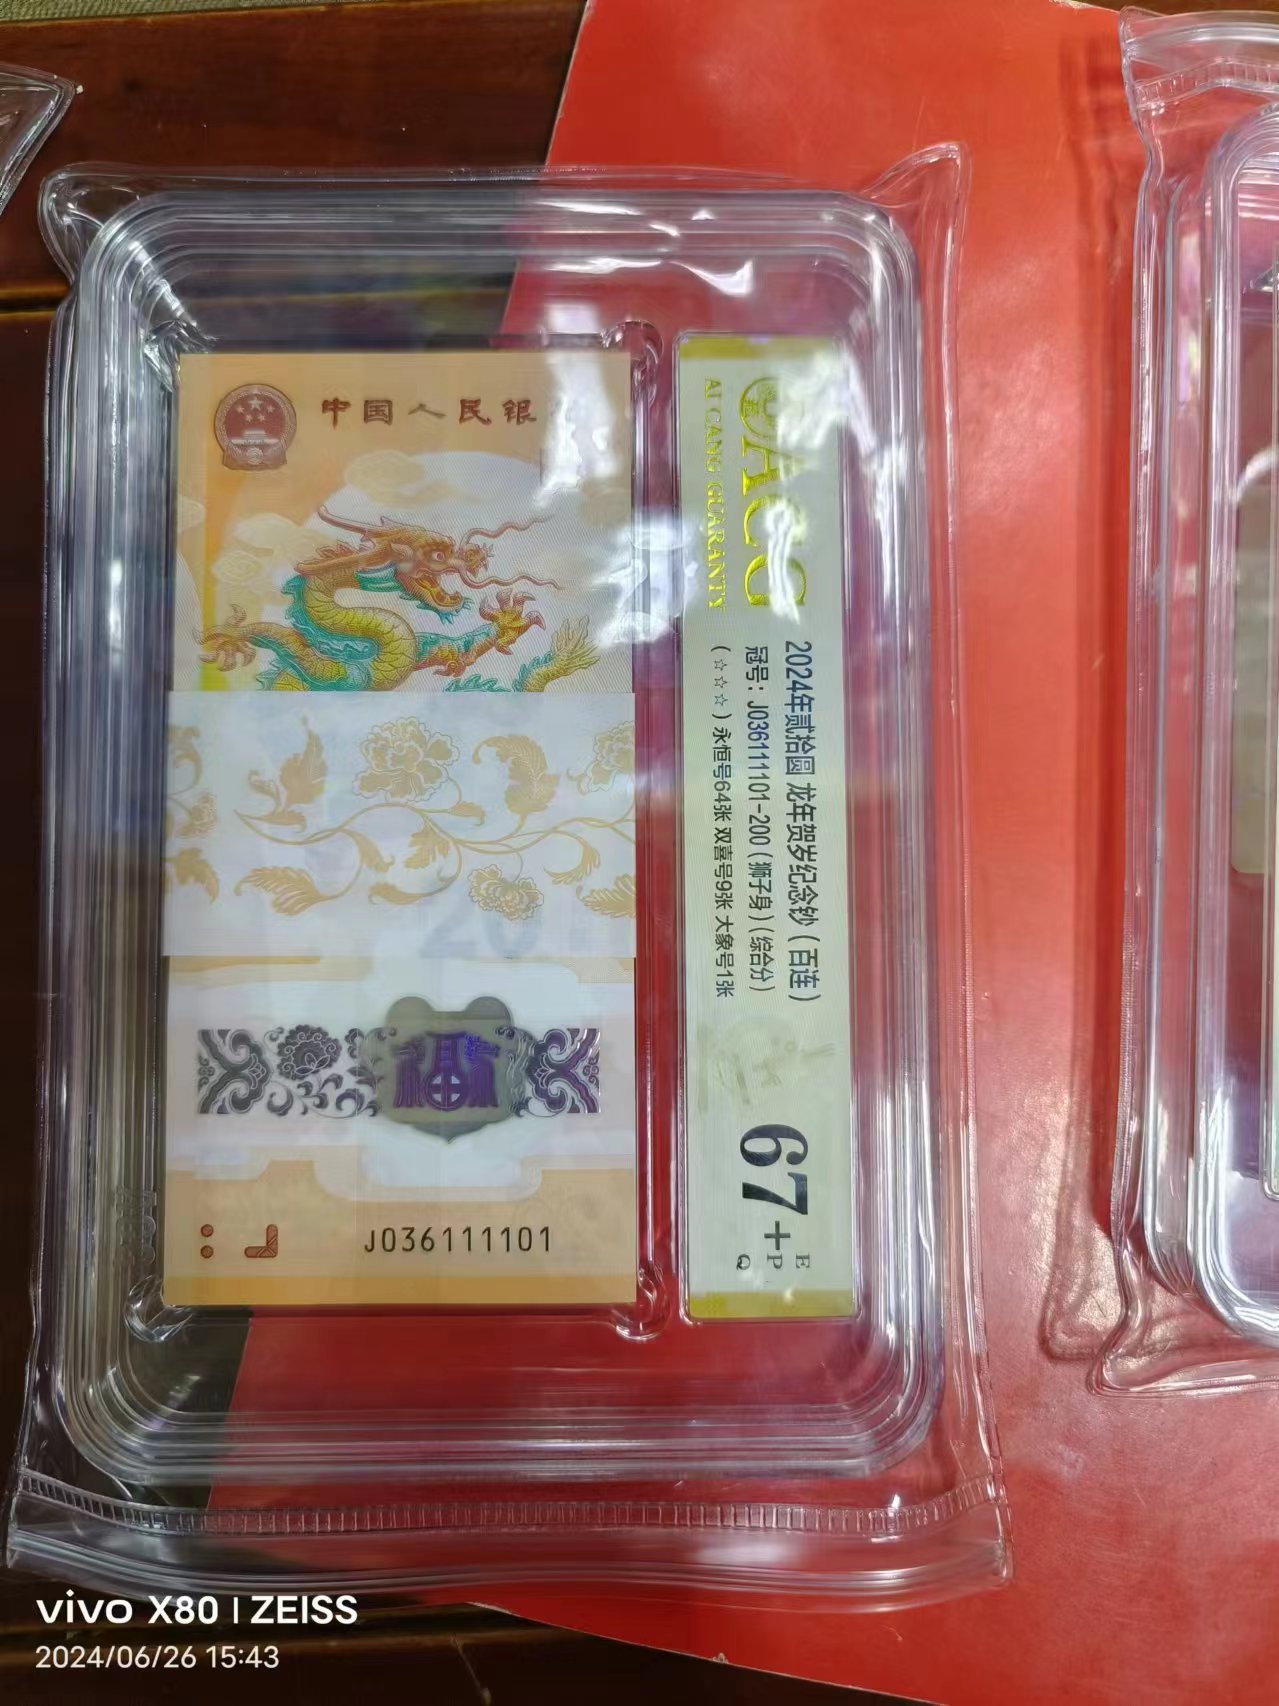 中国人民银
J036111101
ACG
AI CANG GUARANTY
2024年贰拾圆 龙年贺岁纪念钞(百连)
冠号:J036111101-200(狮子身)(综合分)
(☆☆☆)永恒号64张 双喜号9张 大象号1张
67+
E
P
Q
vivo X80 | ZEISS
2024/06/26 15:43